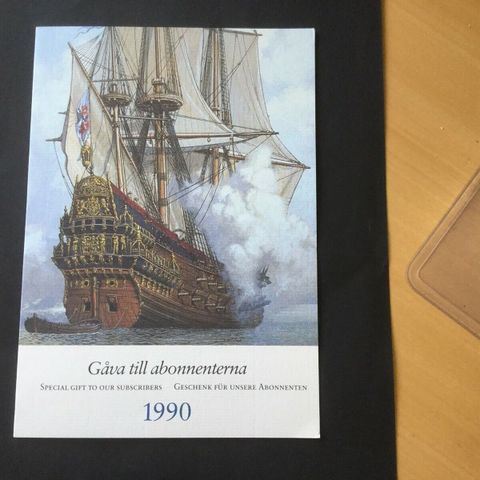 Gåva till abonnenterna
SPECIAL GIFT TO OUR SUBSCRIBERS GESCHENK FÜR UNSERE ABONNENTEN
1990